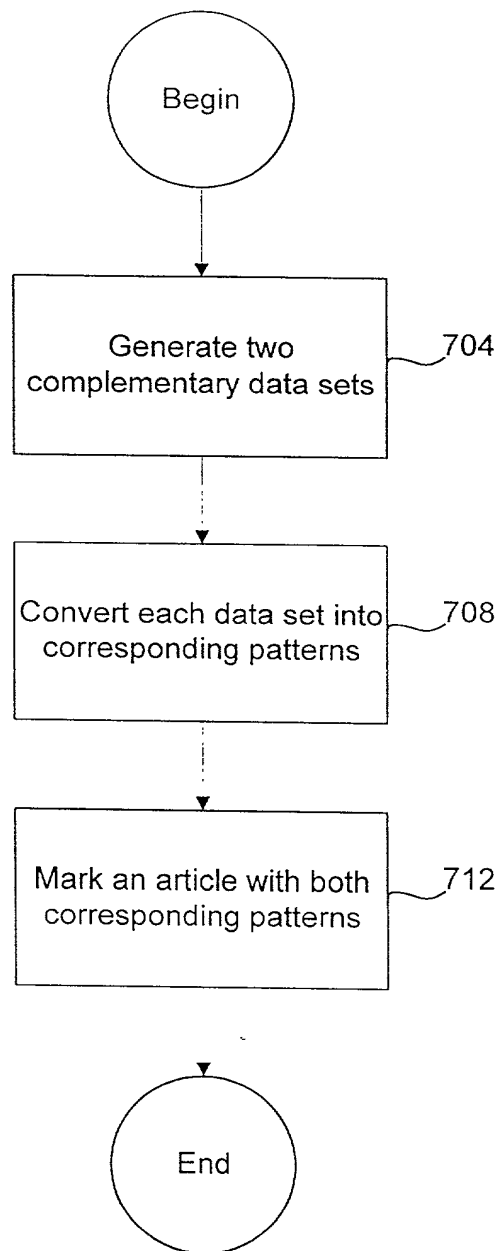 Begin
Generate two
complementary data sets
704
Convert each data set into
corresponding patterns
708
Mark an article with both
corresponding patterns
712
End